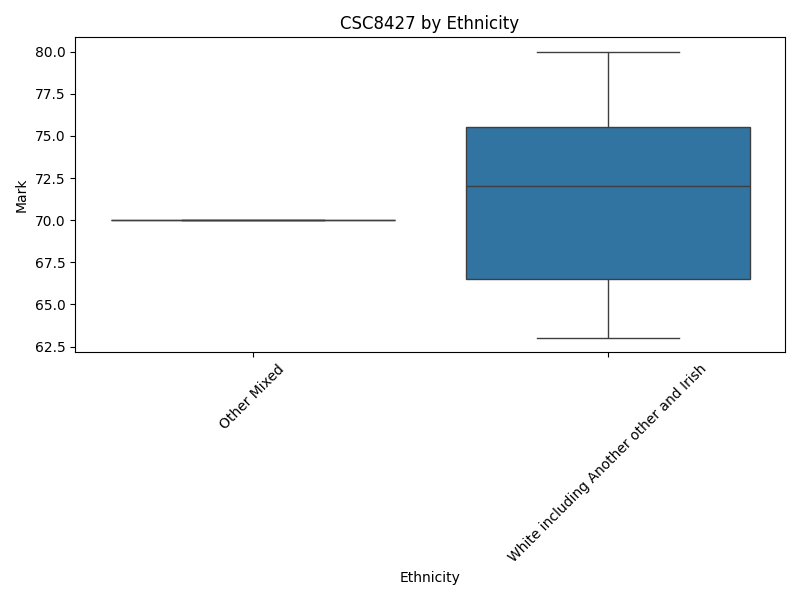 CSC8427 by Ethnicity
Mark
80.0
77.5
75.0
72.5
70.0
67.5
65.0
62.5
Other Mixed
White including Another other and Irish
Ethnicity